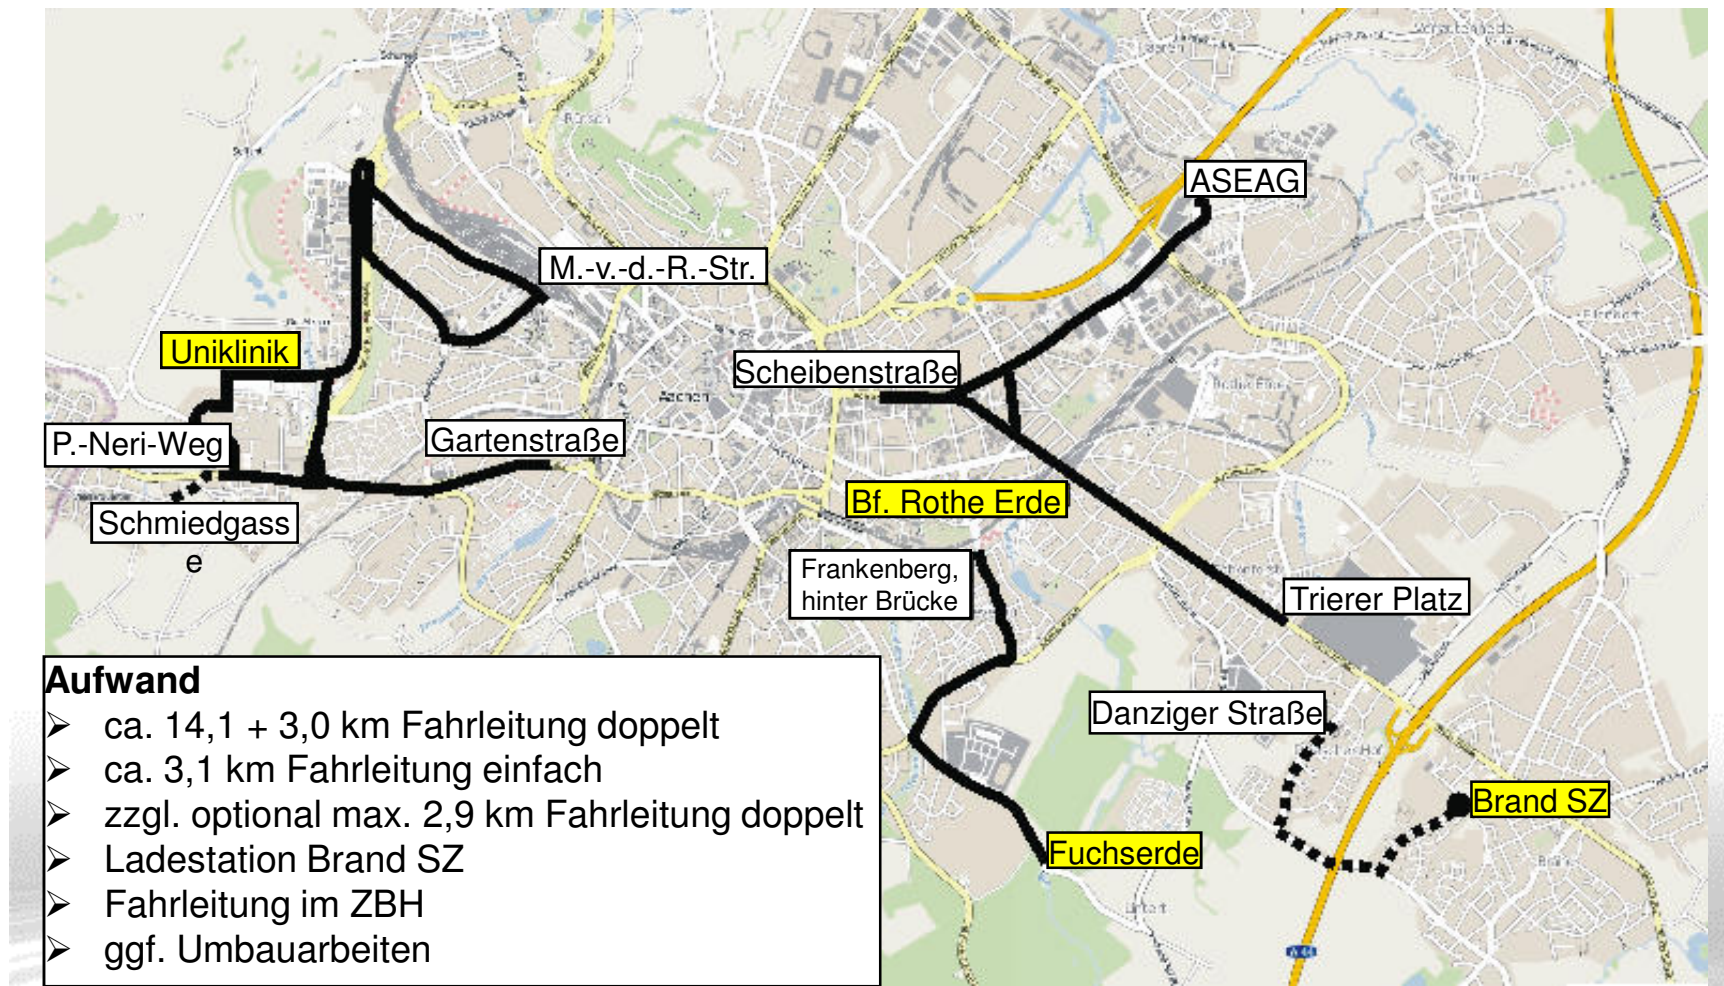 ASEAG
M.-v.-d.-R.-Str.
Uniklinik
Scheibenstraße
Aachen
P.-Neri-Weg
Gartenstraße
Bf. Rothe Erde
Schmiedgass
e
Frankenberg,
hinter Brücke
Trierer Platz
Danziger Straße
Brand SZ
Fuchserde
Aufwand
➢ ca. 14,1 + 3,0 km Fahrleitung doppelt
➢ ca. 3,1 km Fahrleitung einfach
➢ zzgl. optional max. 2,9 km Fahrleitung doppelt
➢ Ladestation Brand SZ
➢ Fahrleitung im ZBH
➢ ggf. Umbauarbeiten
A 44